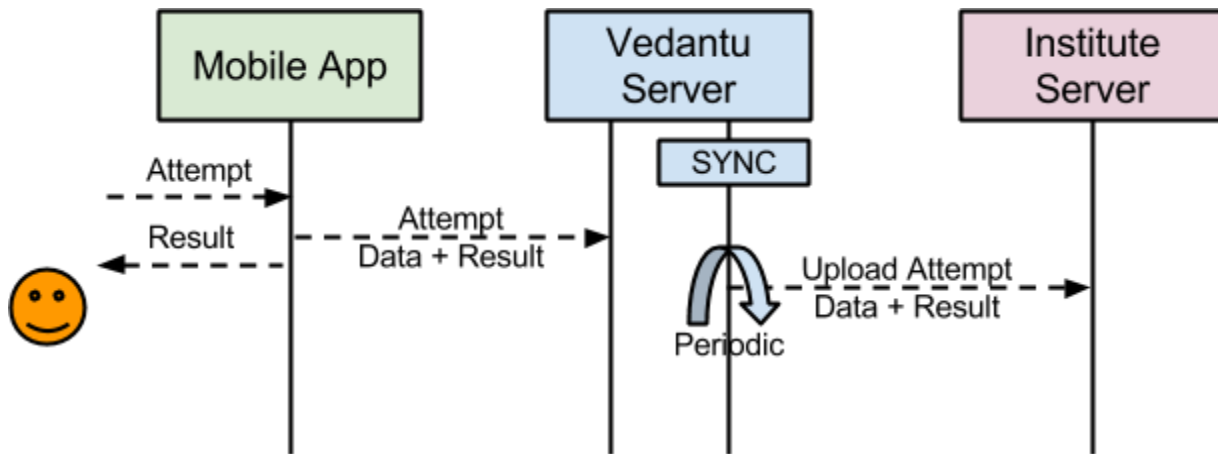 Mobile App
Vedantu
Server
Institute
Server
SYNC
Attempt
Result
Attempt
Data + Result
Upload Attempt
Data + Result
Periodic